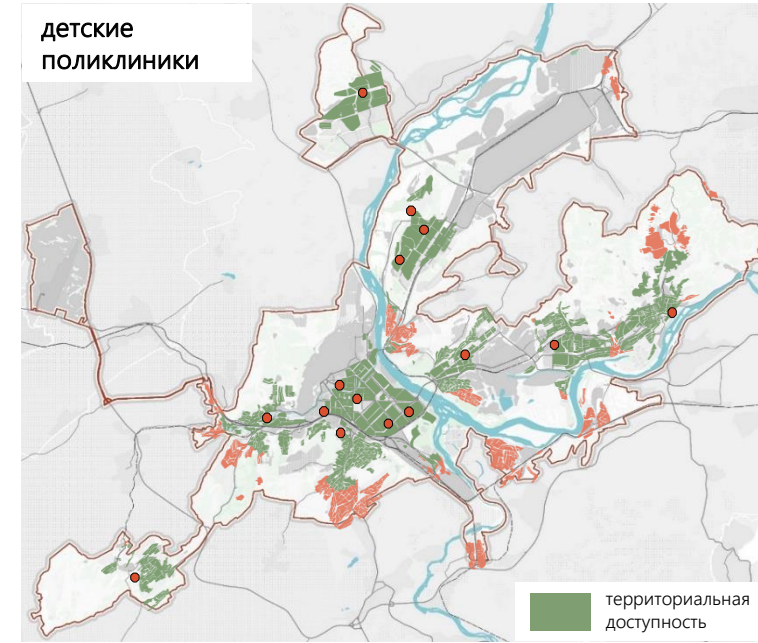 детские
поликлиники
территориальная
доступность